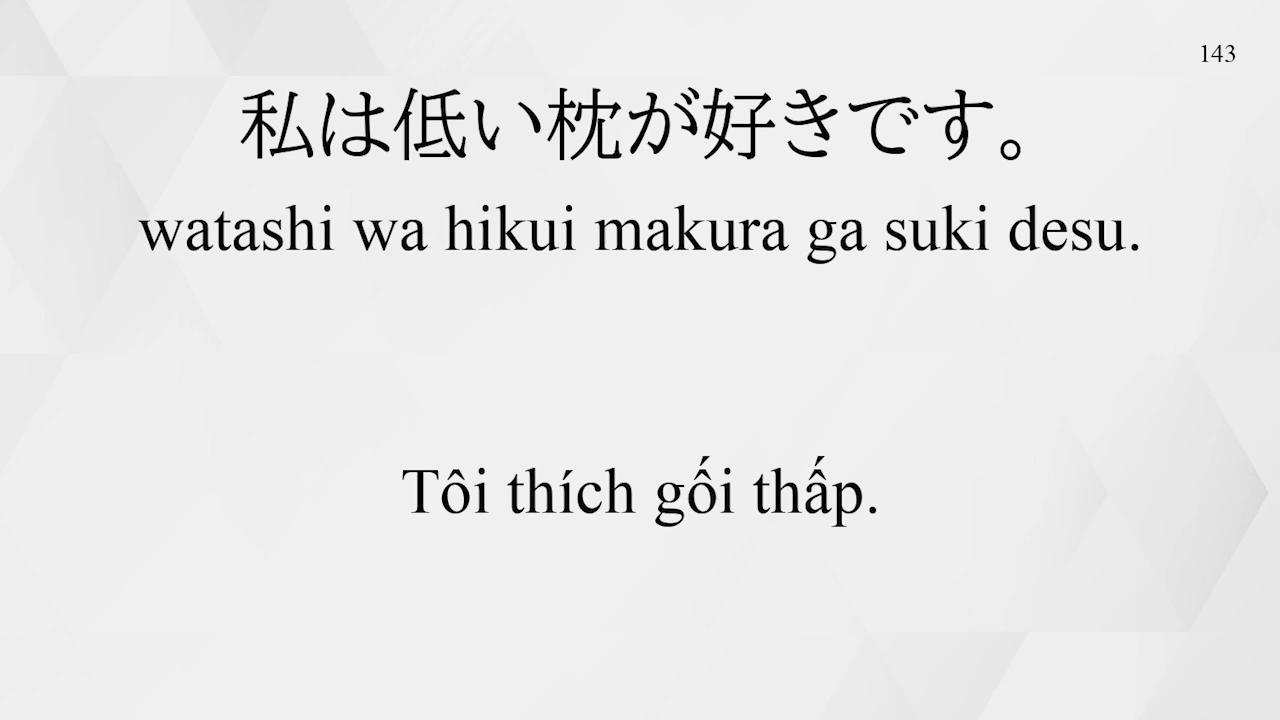 143
私は低い枕が好きです。
watashi wa hikui makura ga suki desu.
Tôi thích gối thấp.